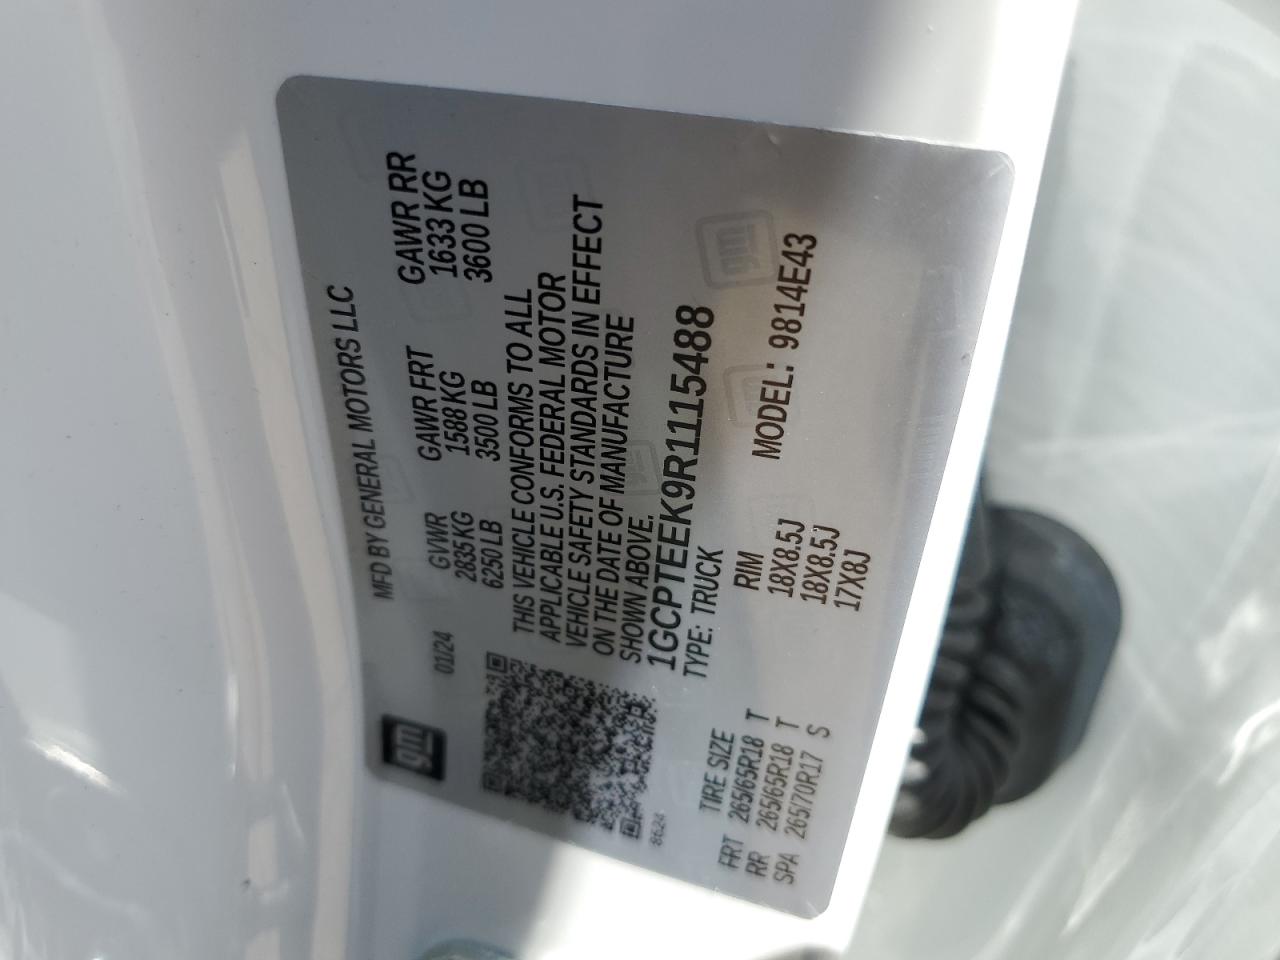 gm
MFD BY GENERAL MOTORS LLC
01/24
GVWR GAWR FRT GAWR RR
2835 KG 1588 KG 1633 KG
6250 LB 3500 LB 3600 LB
THIS VEHICLE CONFORMS TO ALL
APPLICABLE U.S. FEDERAL MOTOR
VEHICLE SAFETY STANDARDS IN EFFECT
ON THE DATE OF MANUFACTURE
SHOWN ABOVE.
1GCPTEEK9R1115488
TYPE: TRUCK
8624
MODEL: 9814E43
TIRE SIZE RIM
FRT 265/65R18 T 18X8.5J
RR 265/65R18 T 18X8.5J
SPA 265/70R17 S 17X8J
gm